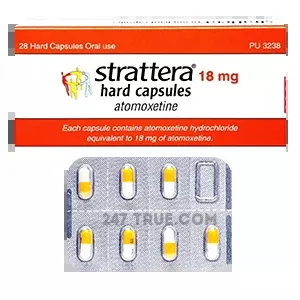 28 Hard Capsules Oral use PU 3238
strattera® 18 mg
hard capsules
atomoxetine
Each capsule contains atomoxetine hydrochloride
equivalent to 18 mg of atomoxetine.
247 TRUE.COM